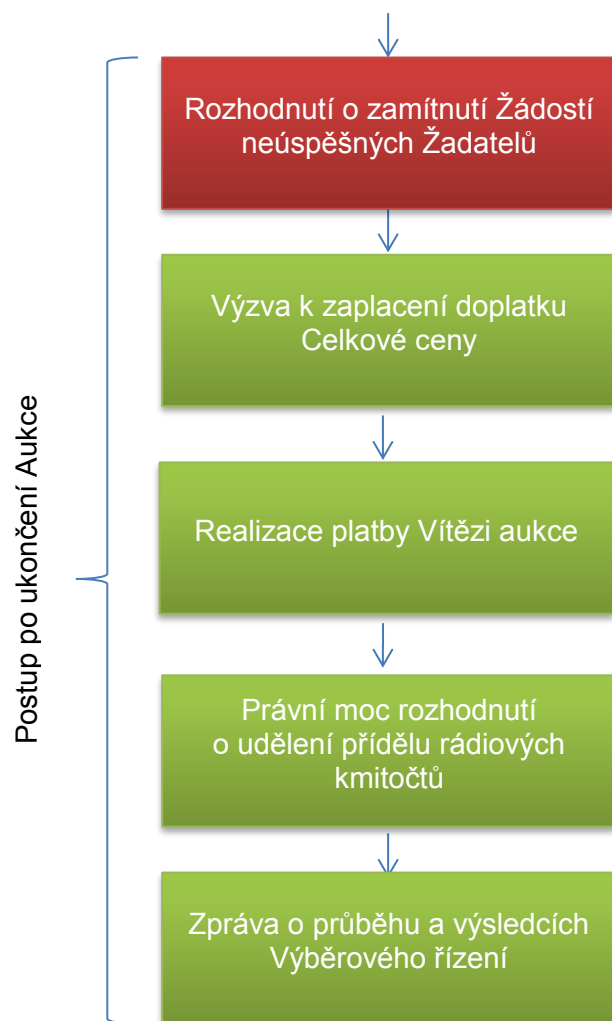 Rozhodnutí o zamítnutí Žádostí
neúspěšných Žadatelů
Výzva k zaplacení doplatku
Celkové ceny
Postup po ukončení Aukce
Realizace platby Vítězi aukce
Právní moc rozhodnutí
o udělení přídělu rádiových
kmitočtů
Zpráva o průběhu a výsledcích
Výběrového řízení